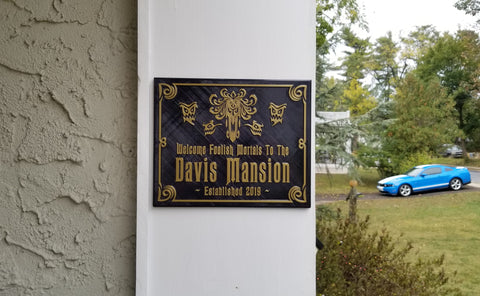 Welcome Foolish Mortals To The
Davis Mansion
~ Established 2019 ~